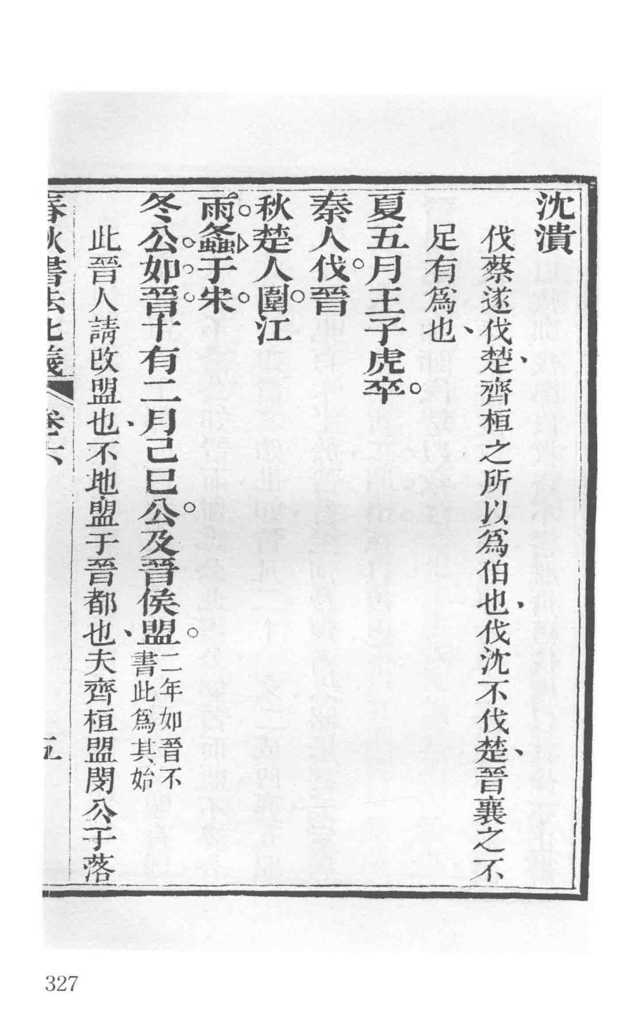 沈潰
伐蔡遂伐楚齊桓之所以爲伯也伐沈不伐楚晉襄之不
足有爲也
夏五月王子虎卒
秦人伐晉
秋楚人圍江
雨螽于宋
冬公如晉十有二月己巳公及晉侯盟二年如晉不
書此爲其始
此晉人請改盟也不地盟于晉都也夫齊桓盟閔公于落
春秋書法比義 卷六 五
327